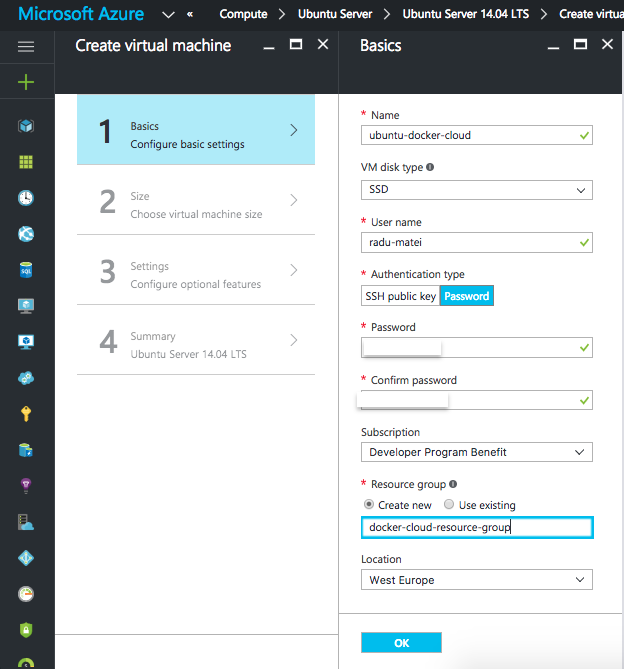 Microsoft Azure « Compute > Ubuntu Server > Ubuntu Server 14.04 LTS > Create virtua
Create virtual machine
1 Basics
Configure basic settings
2 Size
Choose virtual machine size
3 Settings
Configure optional features
4 Summary
Ubuntu Server 14.04 LTS
Basics
* Name
ubuntu-docker-cloud
VM disk type
SSD
* User name
radu-matei
* Authentication type
SSH public key Password
* Password
* Confirm password
Subscription
Developer Program Benefit
* Resource group
Create new Use existing
docker-cloud-resource-group
Location
West Europe
OK
SQL